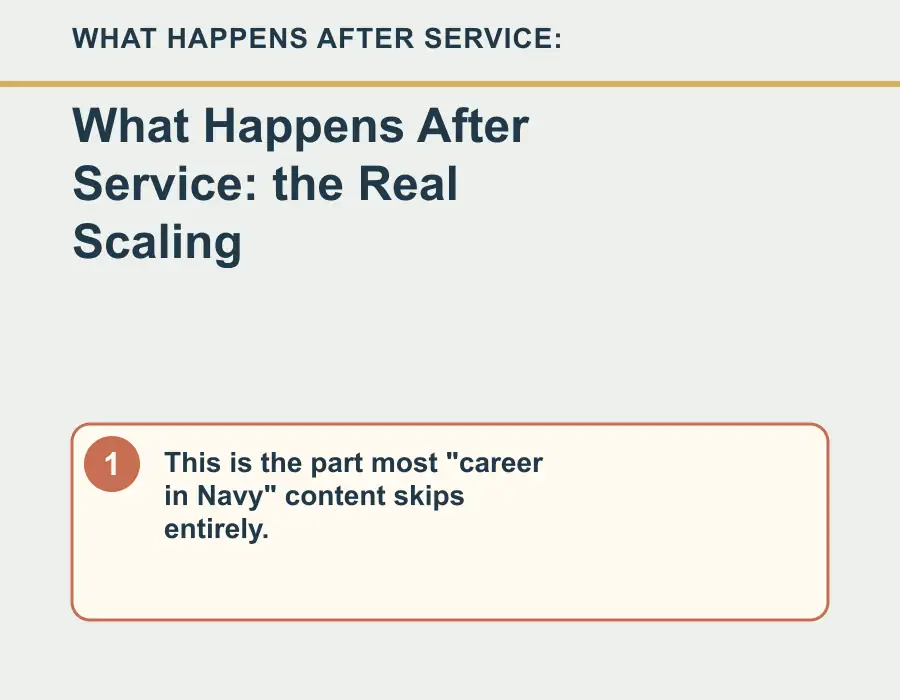 WHAT HAPPENS AFTER SERVICE:
What Happens After
Service: the Real
Scaling
1
This is the part most "career
in Navy" content skips
entirely.